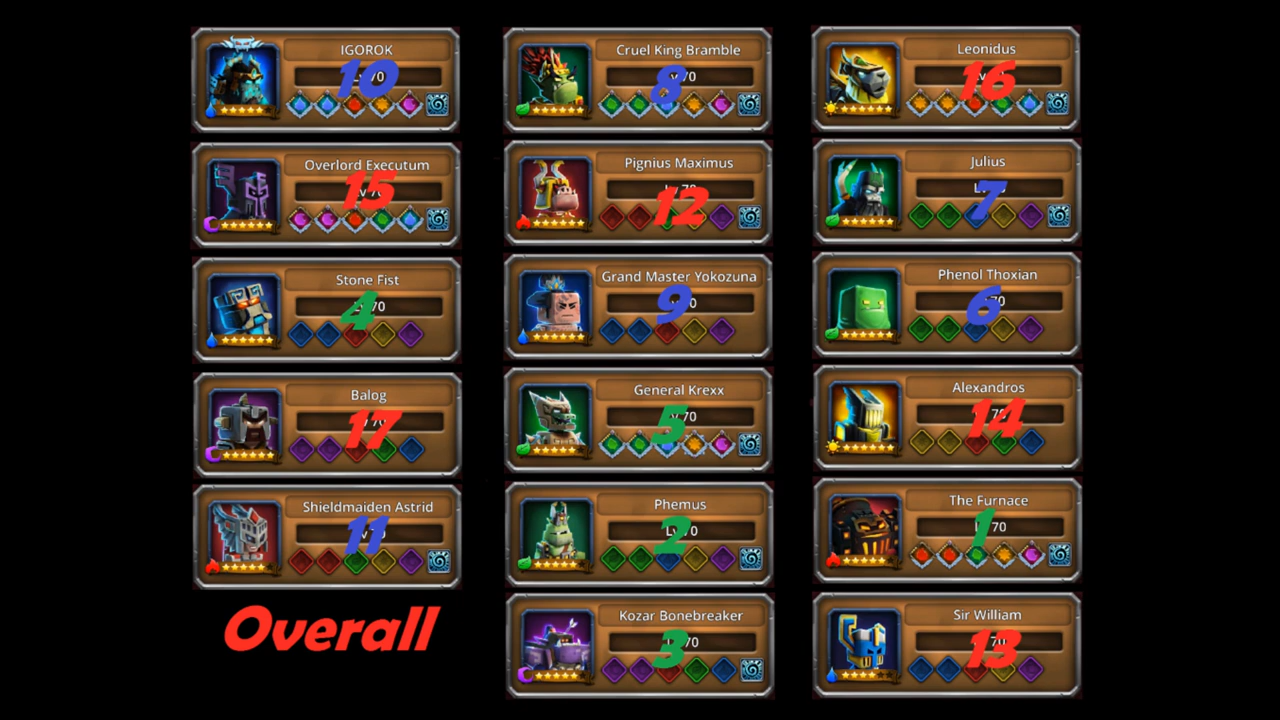 IGOROK
10
Overlord Executum
15
Stone Fist
4
Balog
17
Shieldmaiden Astrid
11
Overall
Cruel King Bramble
8
Pignius Maximus
12
Grand Master Yokozuna
9
General Krexx
5
Phemus
2
Kozar Bonebreaker
3
Leonidus
16
Julius
7
Phenol Thoxian
6
Alexandros
14
The Furnace
1
Sir William
13